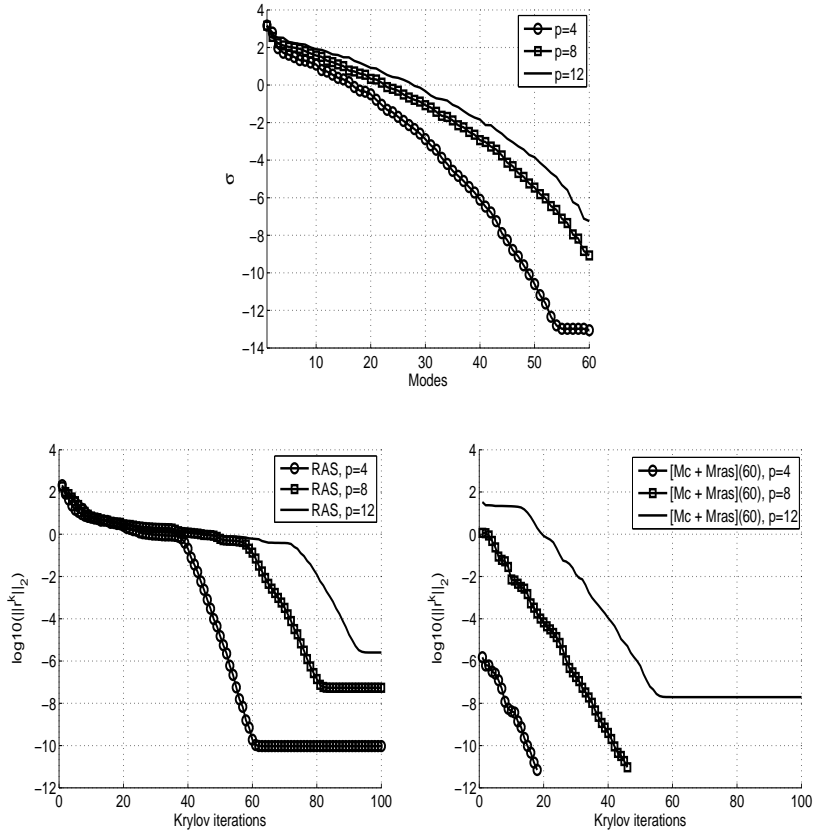 4
2
0
−2
−4
−6
−8
−10
−12
−14
σ
10 20 30 40 50 60
Modes
p=4
p=8
p=12
4
2
0
−2
−4
−6
−8
−10
−12
log10(||r^k||_2)
0 20 40 60 80 100
Krylov iterations
RAS, p=4
RAS, p=8
RAS, p=12
4
2
0
−2
−4
−6
−8
−10
−12
log10(||r^k||_2)
0 20 40 60 80 100
Krylov iterations
[Mc + Mras](60), p=4
[Mc + Mras](60), p=8
[Mc + Mras](60), p=12